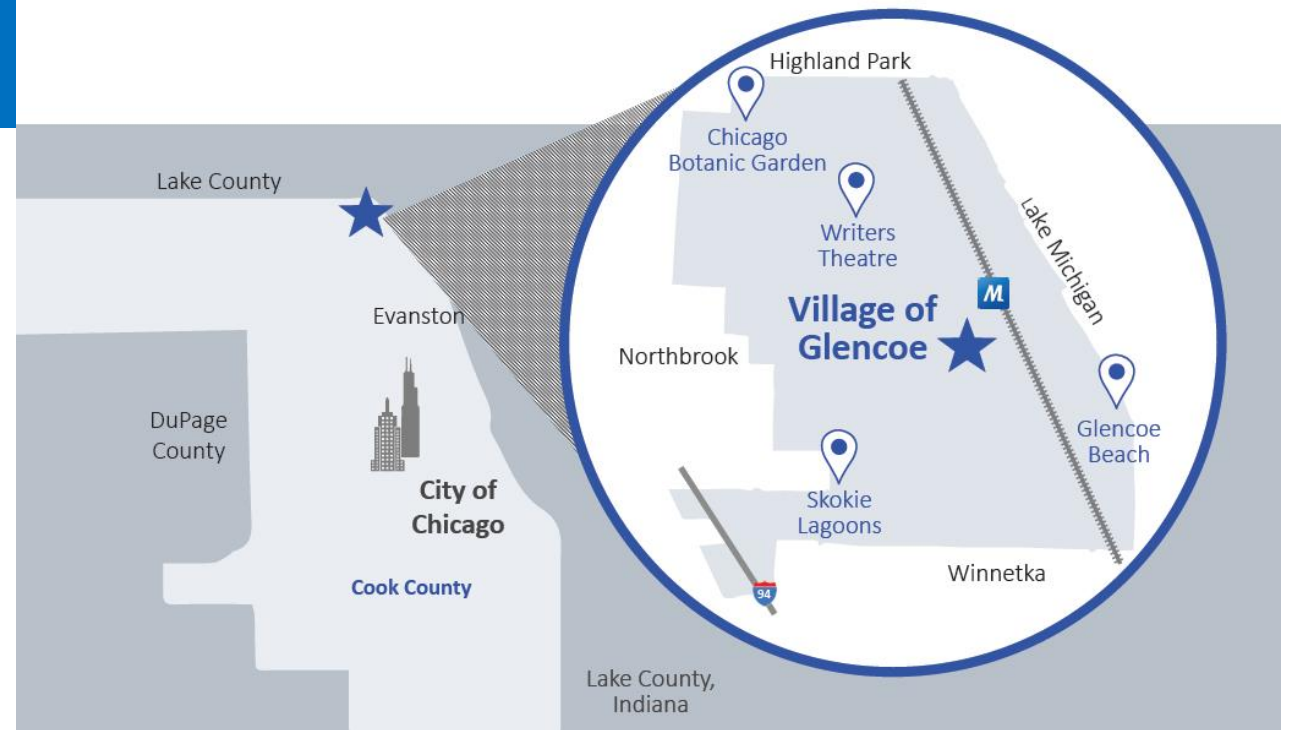 Highland Park
Chicago
Botanic Garden
Lake County
Writers
Theatre
Lake Michigan
M
Village of
Glencoe
Evanston
Northbrook
DuPage
County
Glencoe
Beach
City of
Chicago
Skokie
Lagoons
Winnetka
Cook County
94
Lake County,
Indiana